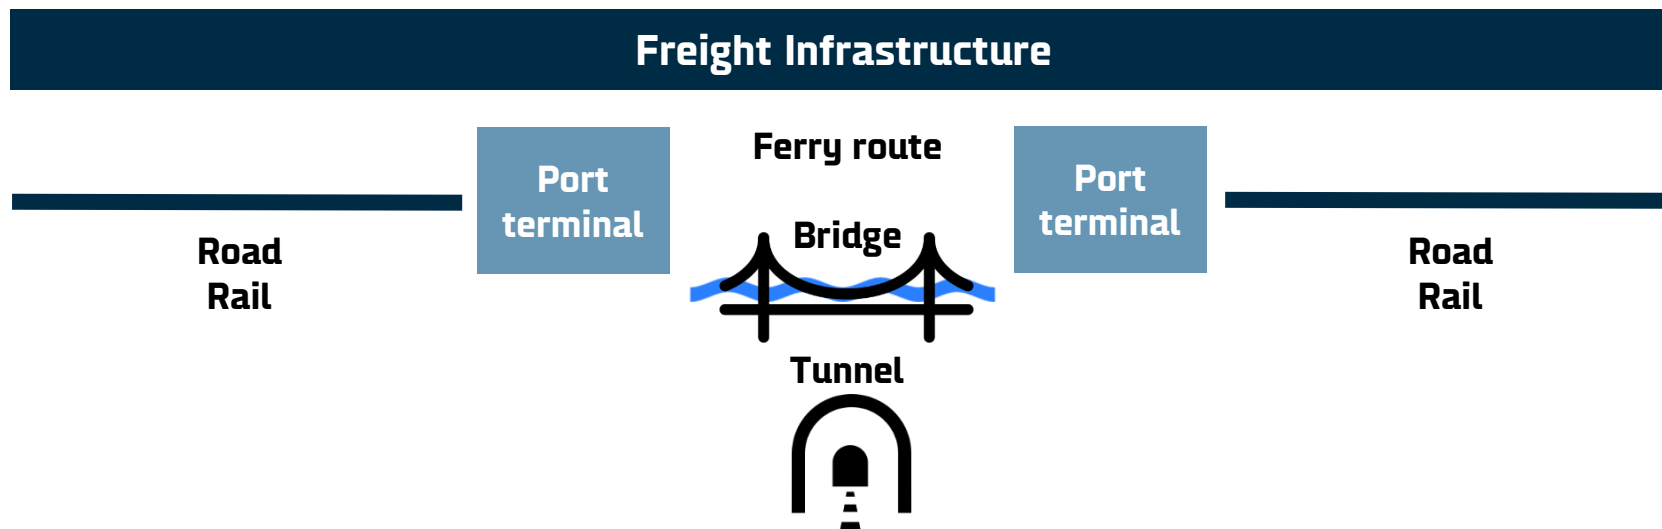 Freight Infrastructure
Port
terminal
Ferry route
Port
terminal
Road
Rail
Bridge
Road
Rail
Tunnel